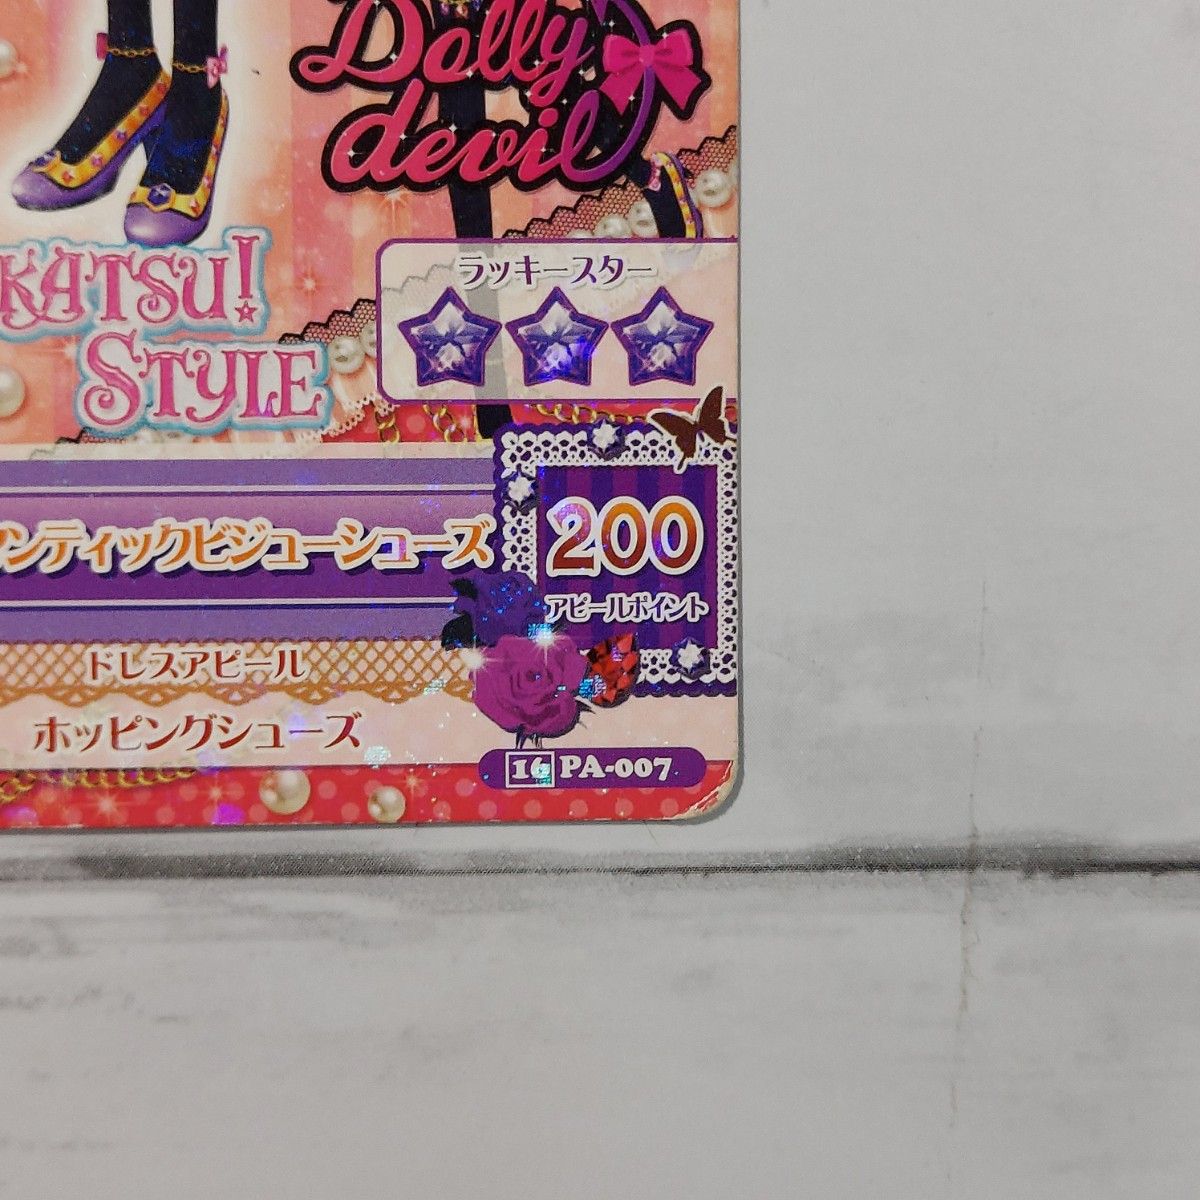 Dolly
devil
KATSU!
STYLE
ラッキースター
ンティックビジューシューズ
200
アピールポイント
ドレスアピール
ホッピングシューズ
16 PA-007